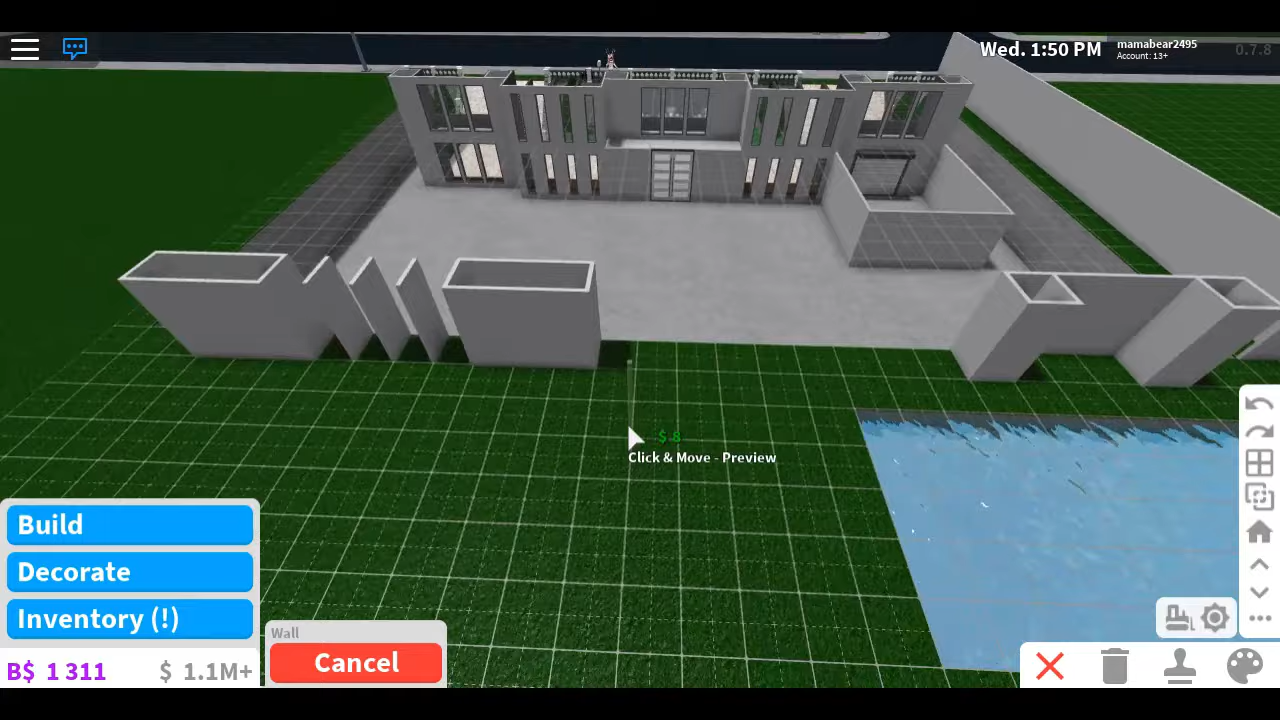 Wed. 1:50 PM
mamabear2495
Account: 13+
0.7.8
$ 8
Click & Move - Preview
Build
Decorate
Inventory (!)
B$ 1 311
$ 1.1M+
Wall
Cancel